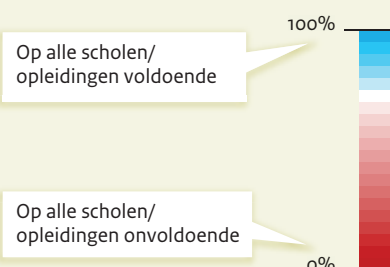 100%
Op alle scholen/
opleidingen voldoende
Op alle scholen/
opleidingen onvoldoende
0%